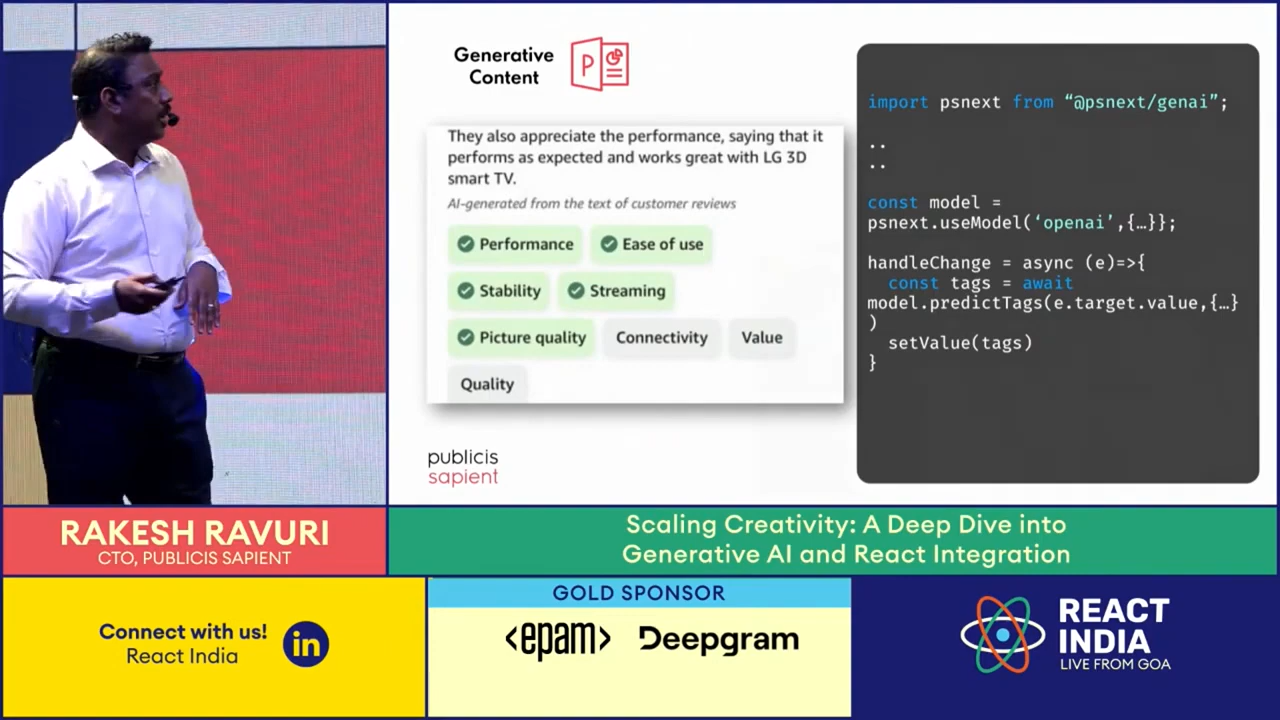 Generative
Content
P
They also appreciate the performance, saying that it
performs as expected and works great with LG 3D
smart TV.
AI-generated from the text of customer reviews
Performance
Ease of use
Stability
Streaming
Picture quality
Connectivity
Value
Quality
publicis
sapient
import psnext from “@psnext/genai”;
..
..
const model =
psnext.useModel(‘openai’,{…}};
handleChange = async (e)=>{
const tags = await
model.predictTags(e.target.value,{…}
)
setValue(tags)
}
RAKESH RAVURI
CTO, PUBLICIS SAPIENT
Scaling Creativity: A Deep Dive into
Generative AI and React Integration
Connect with us!
React India
in
GOLD SPONSOR
<epam>
Deepgram
REACT
INDIA
LIVE FROM GOA